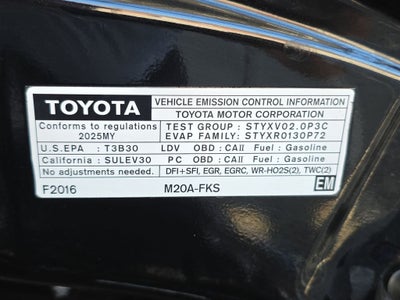 TOYOTA
VEHICLE EMISSION CONTROL INFORMATION
TOYOTA MOTOR CORPORATION
Conforms to regulations
2025MY
TEST GROUP : STYXV02.0P3C
EVAP FAMILY: STYXR0130P72
U.S.EPA : T3B30 LDV OBD : CAII Fuel : Gasoline
California : SULEV30 PC OBD : CAII Fuel : Gasoline
No adjustments needed. DFI+SFI, EGR, EGRC, WR-HO2S(2), TWC(2)
F2016 M20A-FKS EM